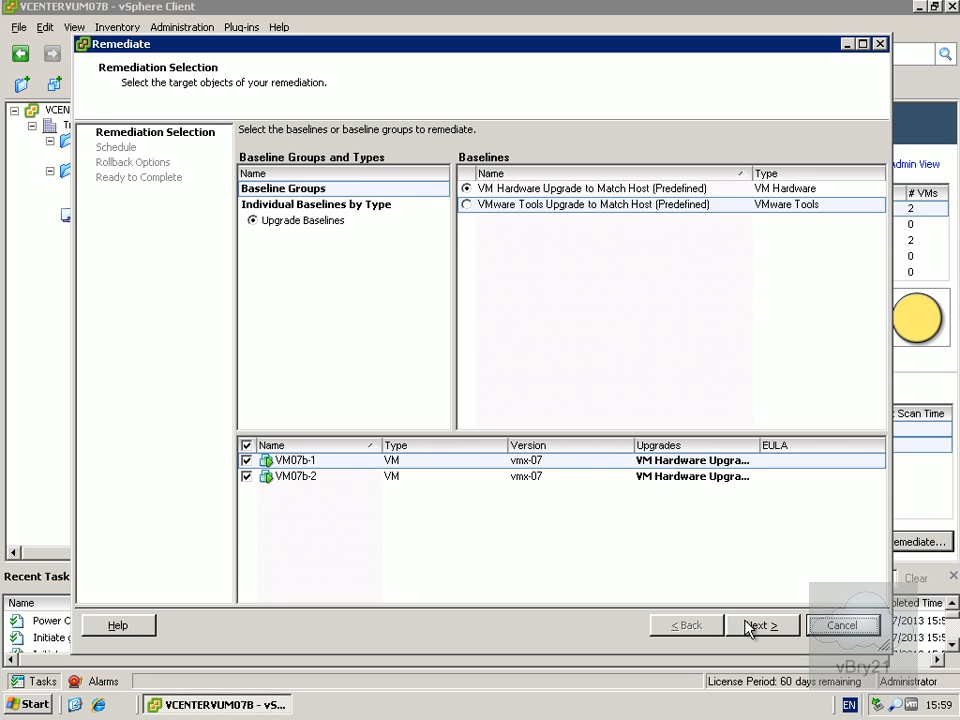 VCENTERVUM07B - vSphere Client
File Edit View Inventory Administration Plug-ins Help
Remediate
Remediation Selection
Select the target objects of your remediation.
VCEN
Remediation Selection
Schedule
Rollback Options
Ready to Complete
Select the baselines or baseline groups to remediate.
Baseline Groups and Types
Name
Baseline Groups
Individual Baselines by Type
Upgrade Baselines
Baselines
Name Type
VM Hardware Upgrade to Match Host (Predefined) VM Hardware
VMware Tools Upgrade to Match Host (Predefined) VMware Tools
Admin View
# VMs
2
0
2
0
0
Scan Time
Name Type Version Upgrades EULA
VM07b-1 VM vmx-07 VM Hardware Upgra...
VM07b-2 VM vmx-07 VM Hardware Upgra...
emediate...
Recent Task
Clear
Name
pleted Time
Power C
7/2013 15:5
Initiate g
7/2013 15:5
Help < Back Next > Cancel
vBry21
Tasks Alarms License Period: 60 days remaining Administrator
Start VCENTERVUM07B - vS... EN 15:59